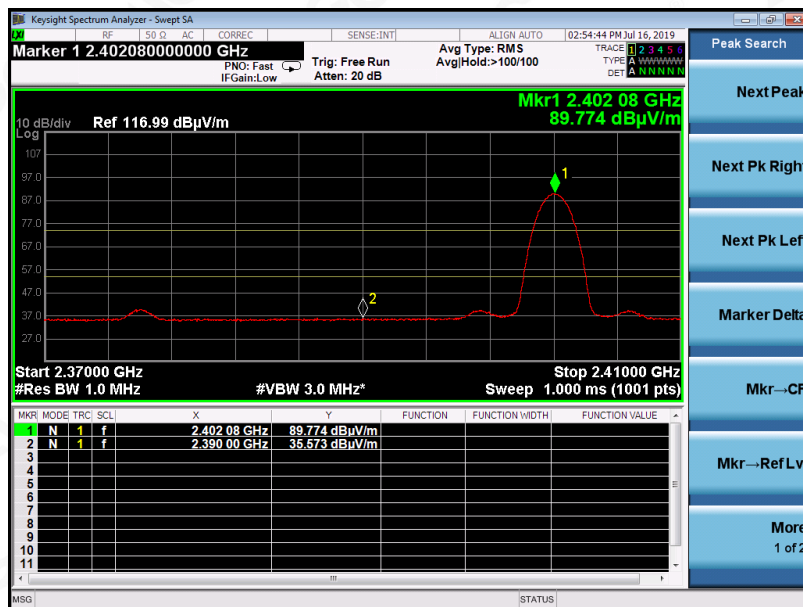 Keysight Spectrum Analyzer - Swept SA
LXI RF 50 Ω AC CORREC SENSE:INT ALIGN AUTO 02:54:44 PM Jul 16, 2019
Marker 1 2.402080000000 GHz
PNO: Fast
IFGain:Low
Trig: Free Run
Atten: 20 dB
Avg Type: RMS
Avg|Hold:>100/100
TRACE 1 2 3 4 5 6
TYPE A WWWWW
DET A N N N N N
Peak Search
Mkr1 2.402 08 GHz
89.774 dBµV/m
10 dB/div Ref 116.99 dBµV/m
Log
107
97.0
87.0
77.0
67.0
57.0
47.0
37.0
27.0
1
2
Start 2.37000 GHz Stop 2.41000 GHz
#Res BW 1.0 MHz #VBW 3.0 MHz* Sweep 1.000 ms (1001 pts)
MKR MODE TRC SCL X Y FUNCTION FUNCTION WIDTH FUNCTION VALUE
1 N 1 f 2.402 08 GHz 89.774 dBµV/m
2 N 1 f 2.390 00 GHz 35.573 dBµV/m
3
4
5
6
7
8
9
10
11
MSG STATUS
Next Peak
Next Pk Right
Next Pk Left
Marker Delta
Mkr→CF
Mkr→Ref Lv
More
1 of 2